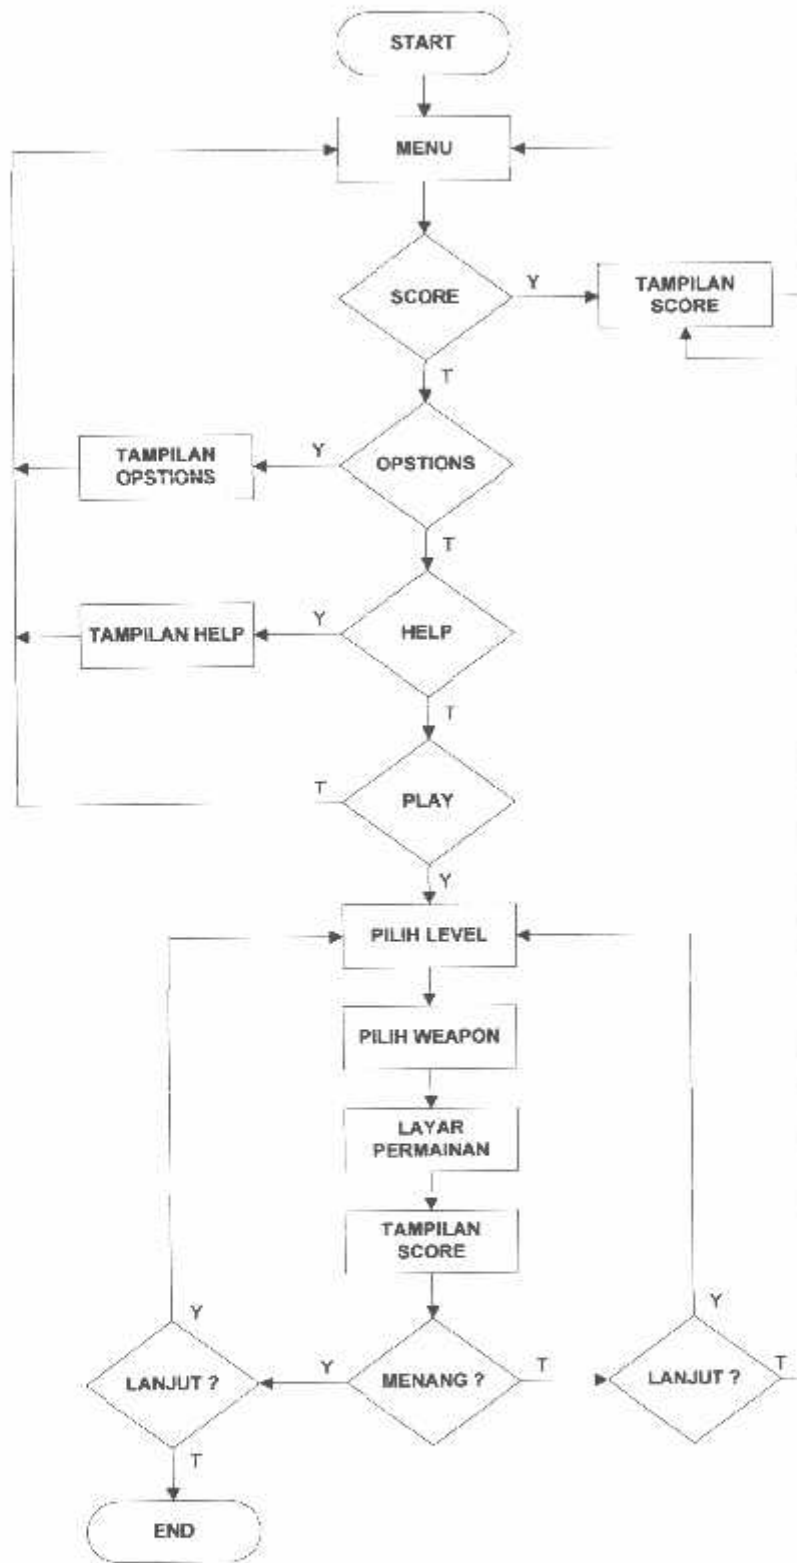 START
MENU
SCORE
Y
TAMPILAN
SCORE
T
TAMPILAN
OPSTIONS
Y
OPSTIONS
T
TAMPILAN HELP
Y
HELP
T
T
PLAY
Y
PILIH LEVEL
PILIH WEAPON
LAYAR
PERMAINAN
TAMPILAN
SCORE
Y
Y
LANJUT ?
Y
MENANG ?
T
LANJUT ?
T
T
END